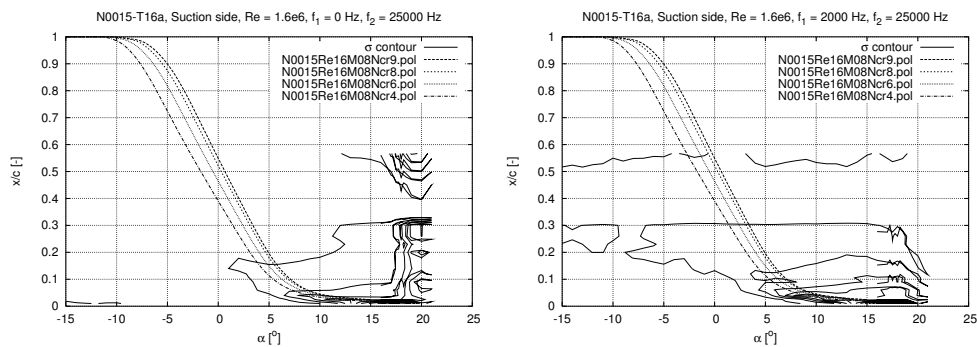 N0015-T16a, Suction side, Re = 1.6e6, f1 = 0 Hz, f2 = 25000 Hz
σ contour
N0015Re16M08Ncr9.pol
N0015Re16M08Ncr8.pol
N0015Re16M08Ncr6.pol
N0015Re16M08Ncr4.pol
1
0.9
0.8
0.7
0.6
0.5
0.4
0.3
0.2
0.1
0
x/c [-]
-15 -10 -5 0 5 10 15 20 25
α [°]
N0015-T16a, Suction side, Re = 1.6e6, f1 = 2000 Hz, f2 = 25000 Hz
σ contour
N0015Re16M08Ncr9.pol
N0015Re16M08Ncr8.pol
N0015Re16M08Ncr6.pol
N0015Re16M08Ncr4.pol
1
0.9
0.8
0.7
0.6
0.5
0.4
0.3
0.2
0.1
0
x/c [-]
-15 -10 -5 0 5 10 15 20 25
α [°]